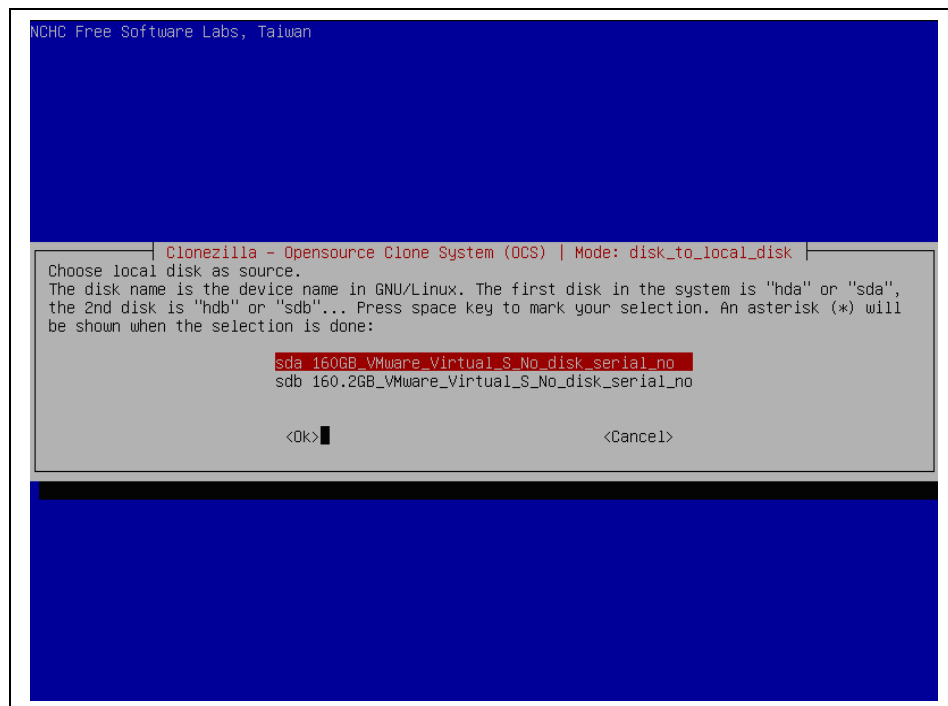 NCHC Free Software Labs, Taiwan
Clonezilla - Opensource Clone System (OCS) | Mode: disk_to_local_disk
Choose local disk as source.
The disk name is the device name in GNU/Linux. The first disk in the system is "hda" or "sda",
the 2nd disk is "hdb" or "sdb"... Press space key to mark your selection. An asterisk (*) will
be shown when the selection is done:
sda 160GB_VMware_Virtual_S_No_disk_serial_no
sdb 160.2GB_VMware_Virtual_S_No_disk_serial_no
<Ok> <Cancel>